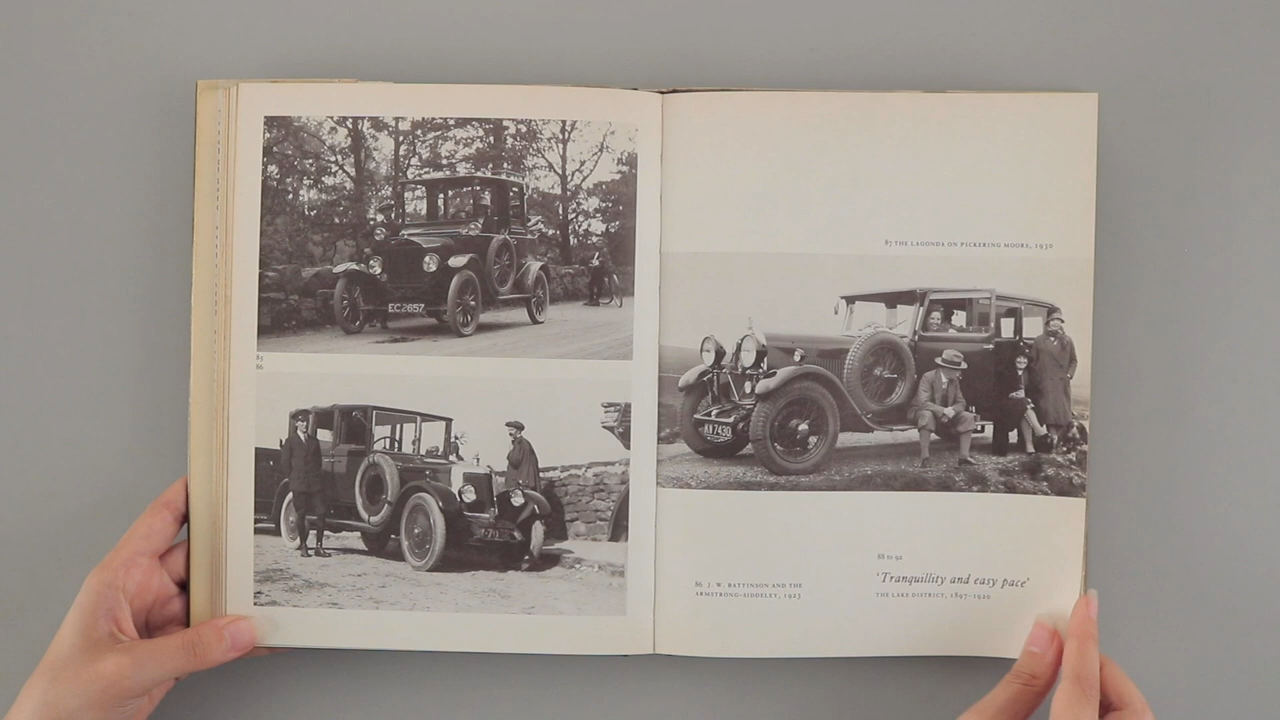 EC 2657
85
86
87 THE LAGONDA ON PICKERING MOORS, 1930
KW 7430
86 J. W. BATTINSON AND THE
ARMSTRONG-SIDDELEY, 1923
88 to 92
'Tranquillity and easy pace'
THE LAKE DISTRICT, 1897-1920